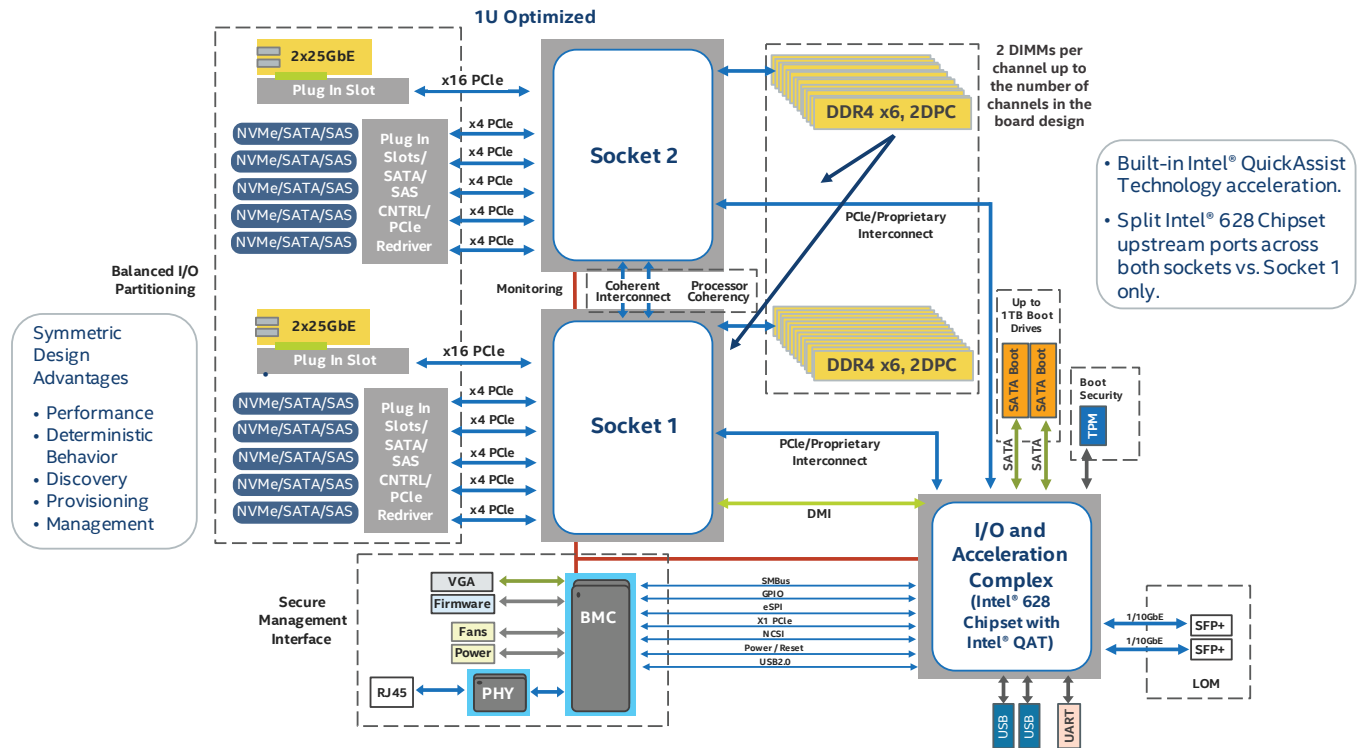 1U Optimized
2x25GbE
Plug In Slot
x16 PCIe
NVMe/SATA/SAS
NVMe/SATA/SAS
NVMe/SATA/SAS
NVMe/SATA/SAS
NVMe/SATA/SAS
Plug In
Slots/
SATA/
SAS
CNTRL/
PCIe
Redriver
x4 PCIe
x4 PCIe
x4 PCIe
x4 PCIe
x4 PCIe
Socket 2
DDR4 x6, 2DPC
2 DIMMs per
channel up to
the number of
channels in the
board design
• Built-in Intel® QuickAssist
Technology acceleration.
• Split Intel® 628 Chipset
upstream ports across
both sockets vs. Socket 1
only.
PCIe/Proprietary
Interconnect
Balanced I/O
Partitioning
Monitoring
Coherent
Interconnect
Processor
Coherency
Symmetric
Design
Advantages
• Performance
• Deterministic
Behavior
• Discovery
• Provisioning
• Management
2x25GbE
Plug In Slot
x16 PCIe
NVMe/SATA/SAS
NVMe/SATA/SAS
NVMe/SATA/SAS
NVMe/SATA/SAS
NVMe/SATA/SAS
Plug In
Slots/
SATA/
SAS
CNTRL/
PCIe
Redriver
x4 PCIe
x4 PCIe
x4 PCIe
x4 PCIe
x4 PCIe
Socket 1
DDR4 x6, 2DPC
PCIe/Proprietary
Interconnect
DMI
Up to
1TB Boot
Drives
SATA Boot
SATA Boot
SATA
SATA
Boot
Security
TPM
I/O and
Acceleration
Complex
(Intel® 628
Chipset with
Intel® QAT)
Secure
Management
Interface
VGA
Firmware
Fans
Power
RJ45
PHY
BMC
SMBus
GPIO
eSPI
X1 PCIe
NCSI
Power / Reset
USB2.0
1/10GbE
SFP+
1/10GbE
SFP+
LOM
USB
USB
UART